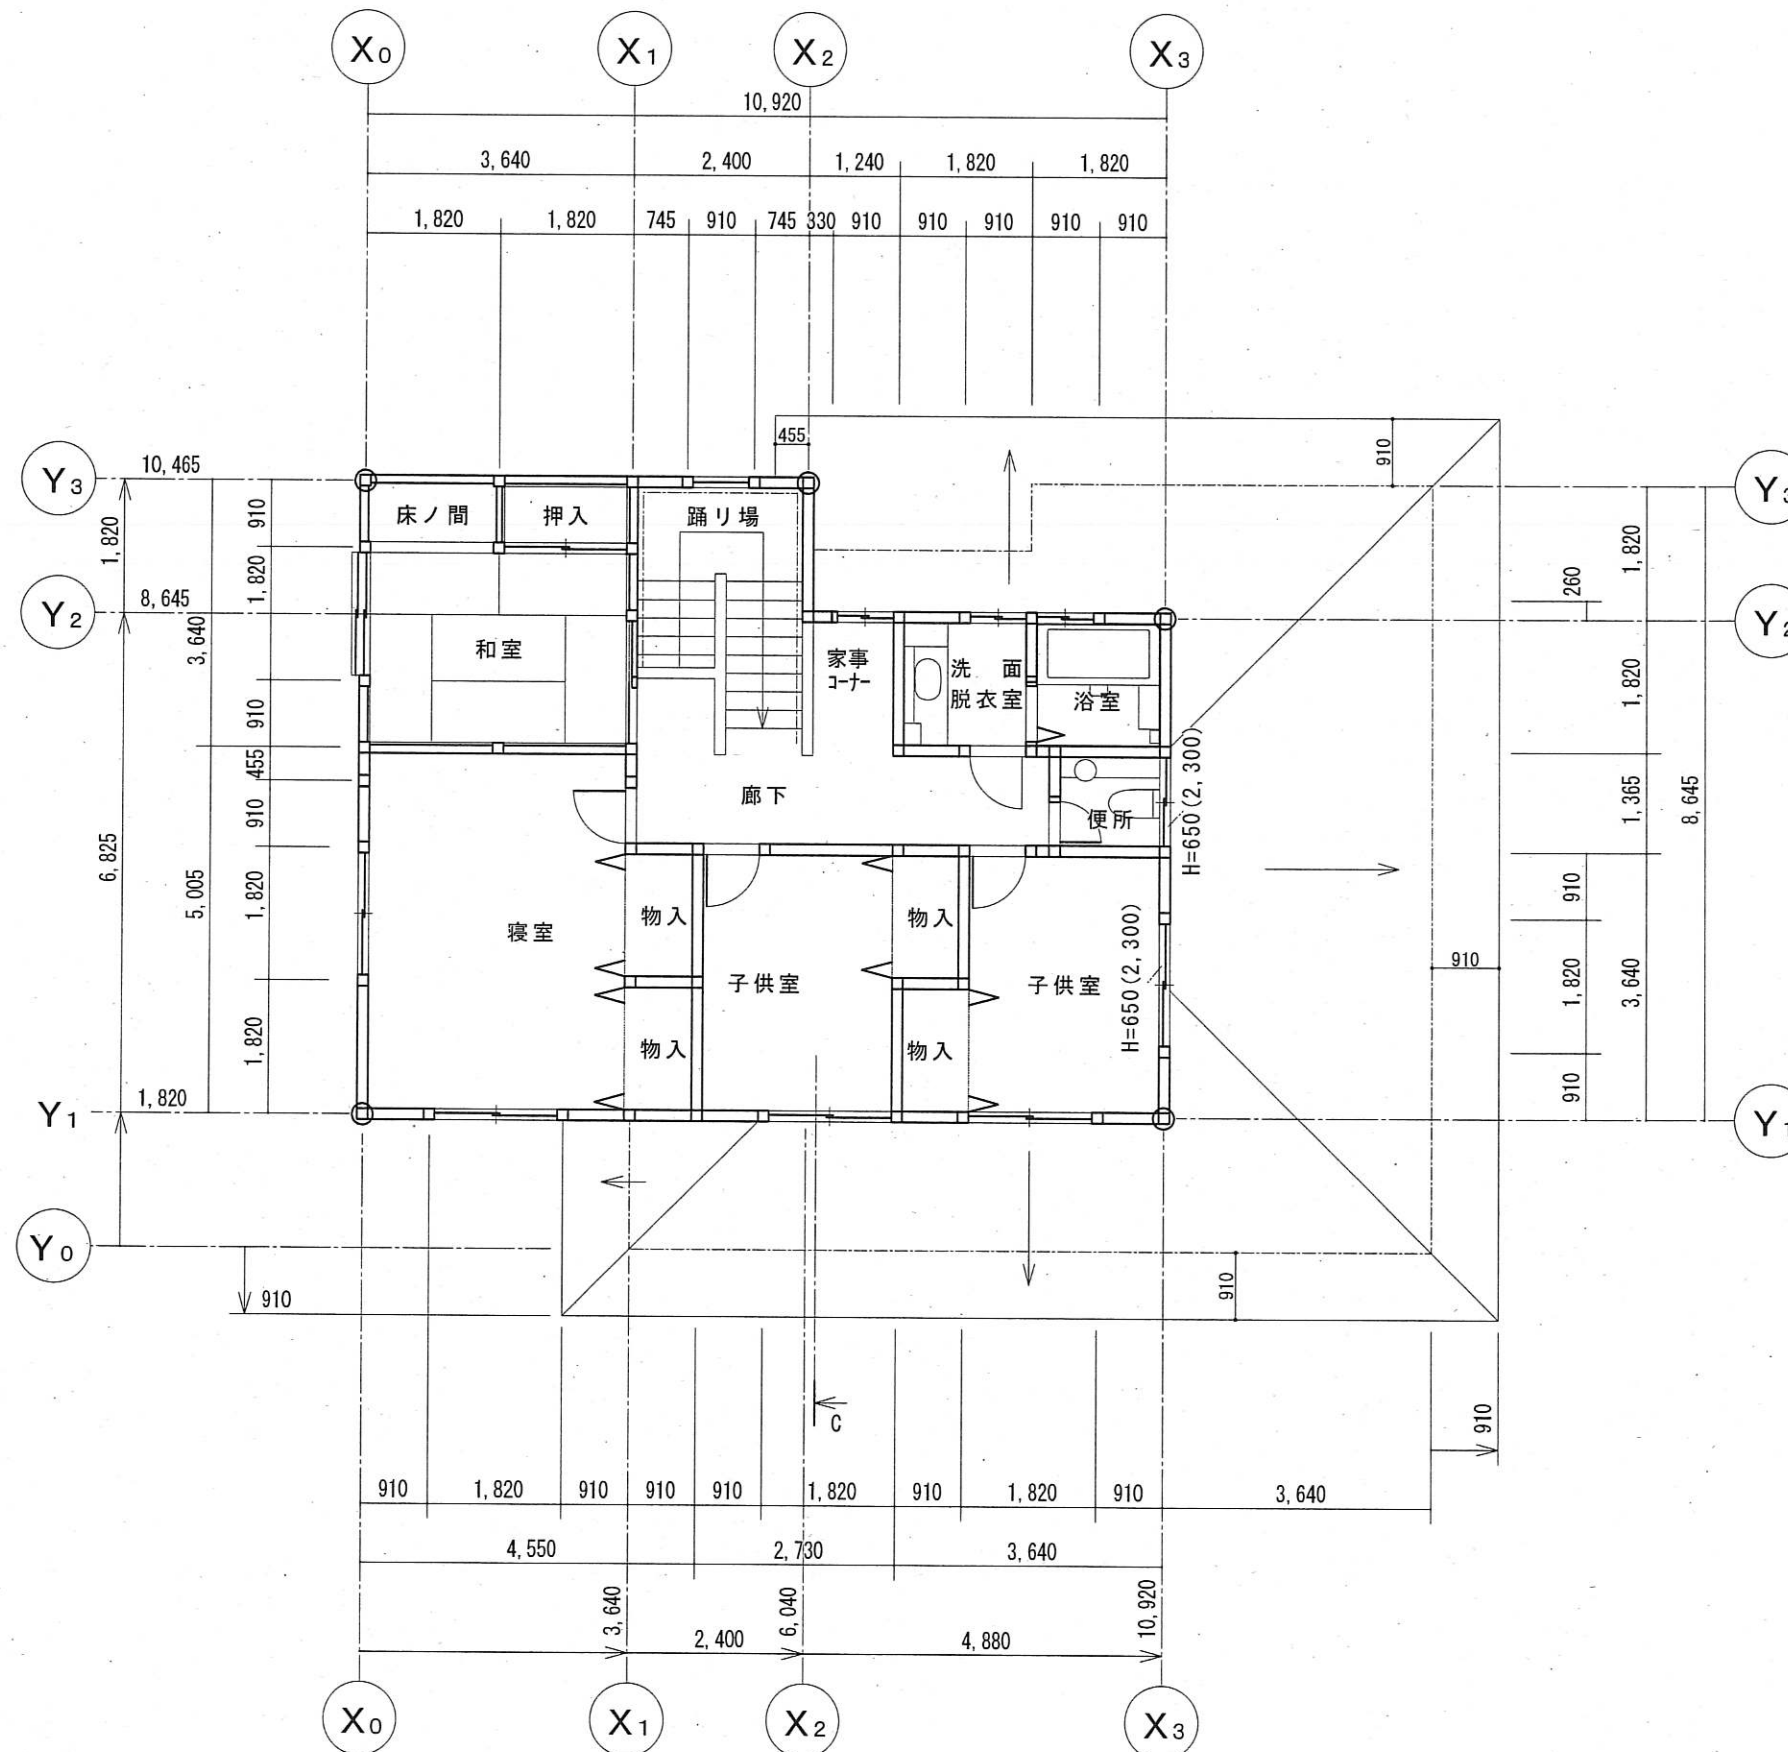 X0 X1 X2 X3
10,920
3,640 2,400 1,240 1,820 1,820
1,820 1,820 745 910 745 330 910 910 910 910 910
455
910
Y3 10,465
Y3
910
1,820
床ノ間 押入 踊り場
1,820
1,820
260
8,645
Y2
Y2
3,640
和室
家事
コーナー
洗 面
脱衣室
浴室
1,820
910
455
H=650(2,300)
廊下
便所
910
1,365
8,645
6,825
5,005
1,820
910
物入 物入
寝室
H=650(2,300)
子供室 子供室
910
1,820
3,640
物入 物入
1,820
910
Y1 1,820
Y1
Y0
910
910
C
910
910 1,820 910 910 910 1,820 910 1,820 910 3,640
4,550 2,730 3,640
3,640 6,040 10,920
2,400 4,880
X0 X1 X2 X3